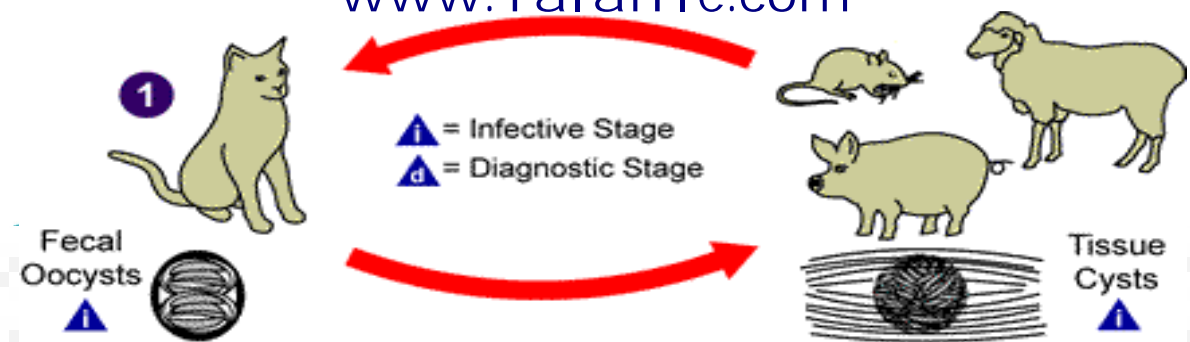 1
i = Infective Stage
d = Diagnostic Stage
Fecal
Oocysts
i
Tissue
Cysts
i